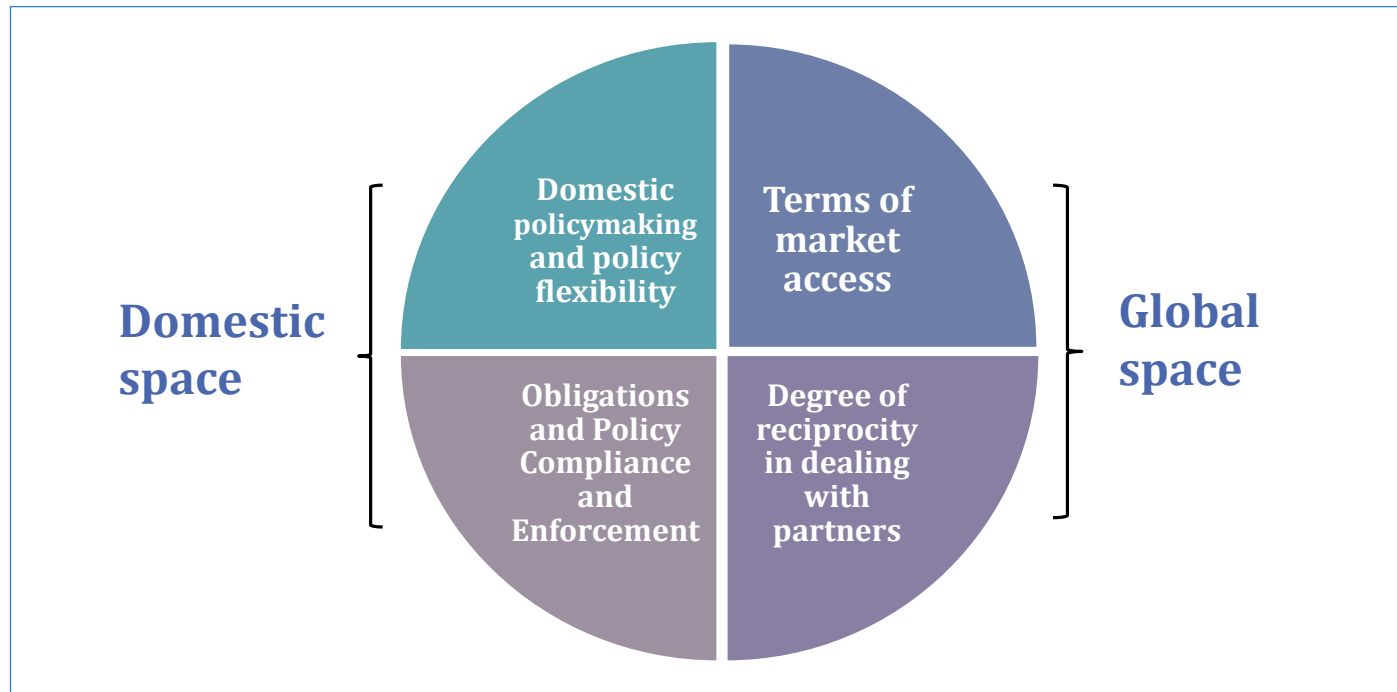 Domestic
space
Domestic
policymaking
and policy
flexibility
Terms of
market
access
Obligations
and Policy
Compliance
and
Enforcement
Degree of
reciprocity
in dealing
with
partners
Global
space